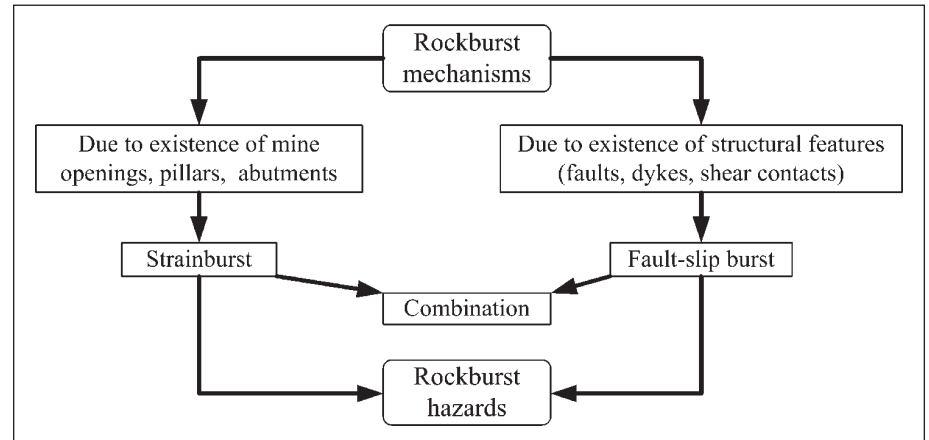 Rockburst
mechanisms
Due to existence of mine
openings, pillars, abutments
Due to existence of structural features
(faults, dykes, shear contacts)
Strainburst
Fault-slip burst
Combination
Rockburst
hazards